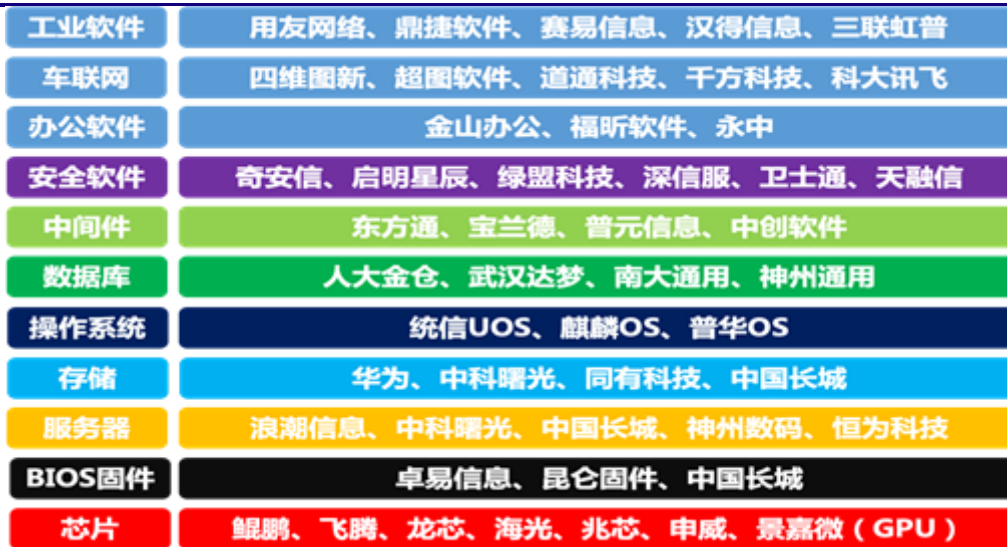 工业软件 用友网络、鼎捷软件、赛易信息、汉得信息、三联虹普
车联网 四维图新、超图软件、道通科技、千方科技、科大讯飞
办公软件 金山办公、福昕软件、永中
安全软件 奇安信、启明星辰、绿盟科技、深信服、卫士通、天融信
中间件 东方通、宝兰德、普元信息、中创软件
数据库 人大金仓、武汉达梦、南大通用、神州通用
操作系统 统信UOS、麒麟OS、普华OS
存储 华为、中科曙光、同有科技、中国长城
服务器 浪潮信息、中科曙光、中国长城、神州数码、恒为科技
BIOS固件 卓易信息、昆仑固件、中国长城
芯片 鲲鹏、飞腾、龙芯、海光、兆芯、申威、景嘉微（GPU）